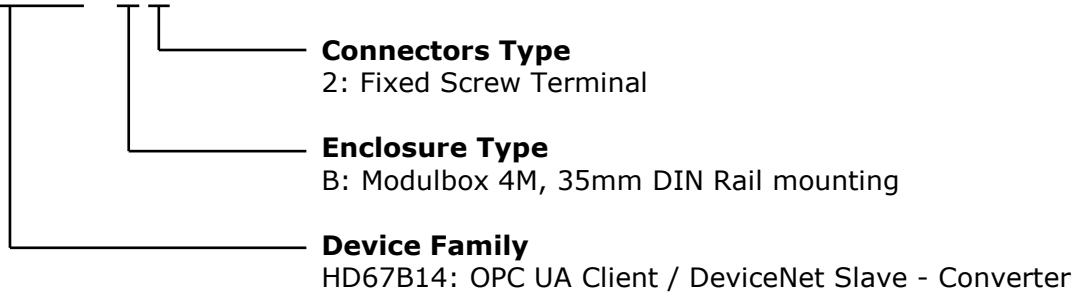 Connectors Type
2: Fixed Screw Terminal
Enclosure Type
B: Modulbox 4M, 35mm DIN Rail mounting
Device Family
HD67B14: OPC UA Client / DeviceNet Slave - Converter